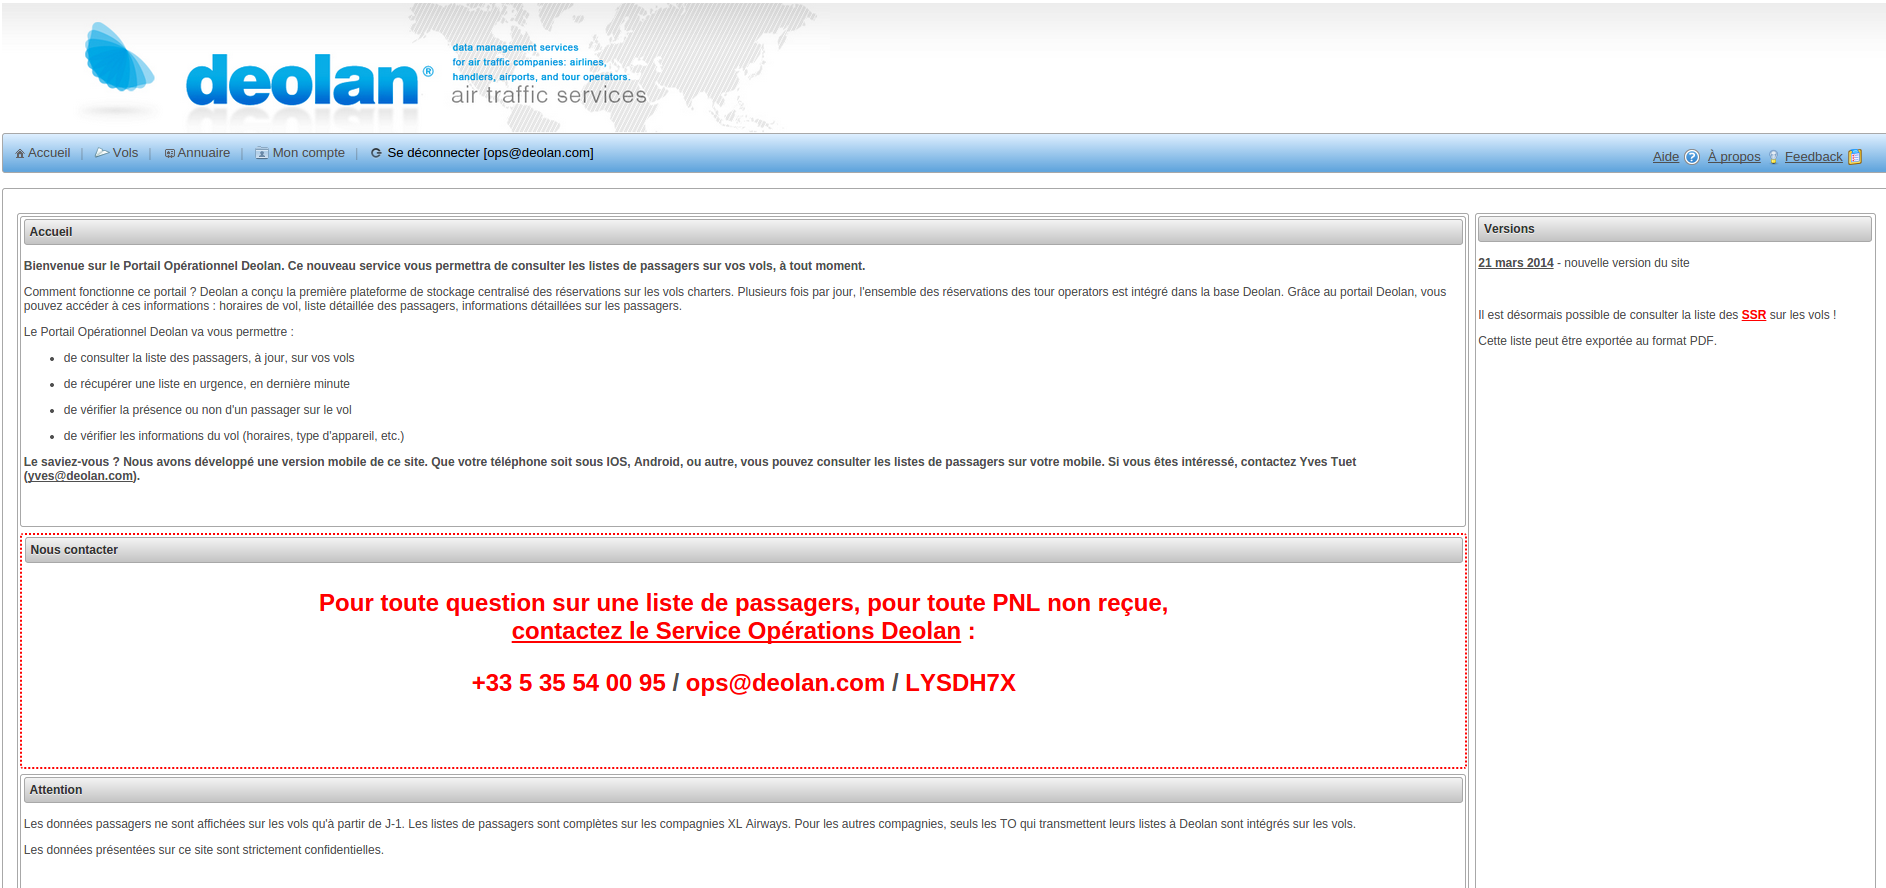 deolan®
data management services
for air traffic companies: airlines,
handlers, airports, and tour operators.
air traffic services
Accueil | Vols | Annuaire | Mon compte | Se déconnecter [ops@deolan.com]
Aide À propos Feedback
Accueil
Bienvenue sur le Portail Opérationnel Deolan. Ce nouveau service vous permettra de consulter les listes de passagers sur vos vols, à tout moment.
Comment fonctionne ce portail ? Deolan a conçu la première plateforme de stockage centralisé des réservations sur les vols charters. Plusieurs fois par jour, l'ensemble des réservations des tour operators est intégré dans la base Deolan. Grâce au portail Deolan, vous
pouvez accéder à ces informations : horaires de vol, liste détaillée des passagers, informations détaillées sur les passagers.
Le Portail Opérationnel Deolan va vous permettre :
• de consulter la liste des passagers, à jour, sur vos vols
• de récupérer une liste en urgence, en dernière minute
• de vérifier la présence ou non d'un passager sur le vol
• de vérifier les informations du vol (horaires, type d'appareil, etc.)
Le saviez-vous ? Nous avons développé une version mobile de ce site. Que votre téléphone soit sous IOS, Android, ou autre, vous pouvez consulter les listes de passagers sur votre mobile. Si vous êtes intéressé, contactez Yves Tuet
(yves@deolan.com).
Nous contacter
Pour toute question sur une liste de passagers, pour toute PNL non reçue,
contactez le Service Opérations Deolan :
+33 5 35 54 00 95 / ops@deolan.com / LYSDH7X
Attention
Les données passagers ne sont affichées sur les vols qu'à partir de J-1. Les listes de passagers sont complètes sur les compagnies XL Airways. Pour les autres compagnies, seuls les TO qui transmettent leurs listes à Deolan sont intégrés sur les vols.
Les données présentées sur ce site sont strictement confidentielles.
Versions
21 mars 2014 - nouvelle version du site
Il est désormais possible de consulter la liste des SSR sur les vols !
Cette liste peut être exportée au format PDF.